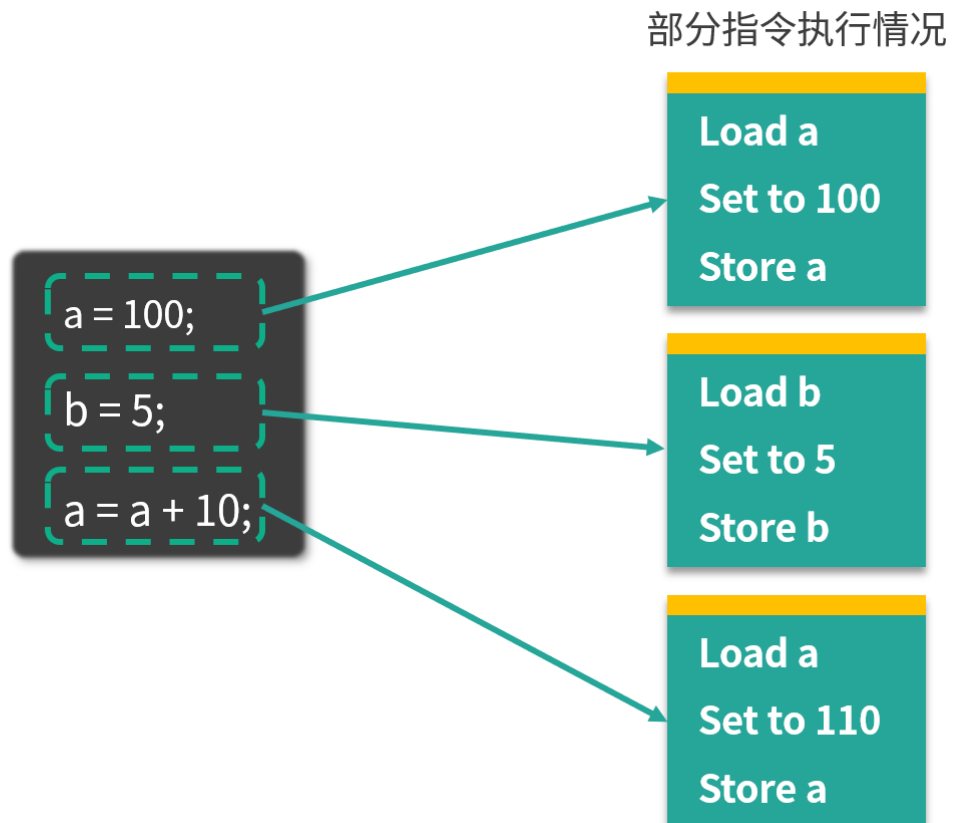 部分指令执行情况
Load a
Set to 100
Store a
a = 100;
b = 5;
a = a + 10;
Load b
Set to 5
Store b
Load a
Set to 110
Store a